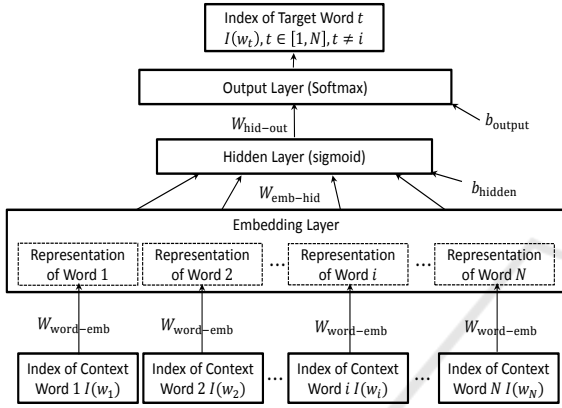 Index of Target Word t
I(w_t), t ∈ [1, N], t ≠ i
Output Layer (Softmax)
W_hid−out
b_output
Hidden Layer (sigmoid)
W_emb−hid
b_hidden
Embedding Layer
Representation of Word 1
Representation of Word 2
...
Representation of Word i
...
Representation of Word N
W_word−emb
W_word−emb
W_word−emb
W_word−emb
Index of Context Word 1 I(w_1)
Index of Context Word 2 I(w_2)
...
Index of Context Word i I(w_i)
...
Index of Context Word N I(w_N)